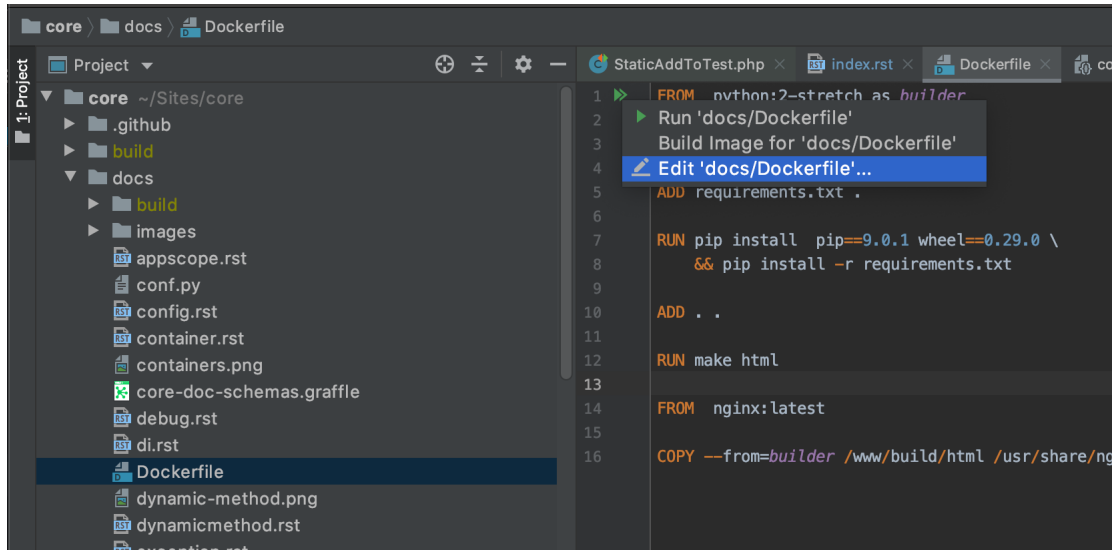 core 〉 docs 〉 Dockerfile
1: Project
Project
core ~/Sites/core
.github
build
docs
build
images
appscope.rst
conf.py
config.rst
container.rst
containers.png
core-doc-schemas.graffle
debug.rst
di.rst
Dockerfile
dynamic-method.png
dynamicmethod.rst
exception.rst
StaticAddToTest.php × index.rst × Dockerfile × co
1 FROM python:2-stretch as builder
2
3
4
5 ADD requirements.txt .
6
7 RUN pip install pip==9.0.1 wheel==0.29.0 \
8 && pip install -r requirements.txt
9
10 ADD . .
11
12 RUN make html
13
14 FROM nginx:latest
15
16 COPY --from=builder /www/build/html /usr/share/ng
Run 'docs/Dockerfile'
Build Image for 'docs/Dockerfile'
Edit 'docs/Dockerfile'...